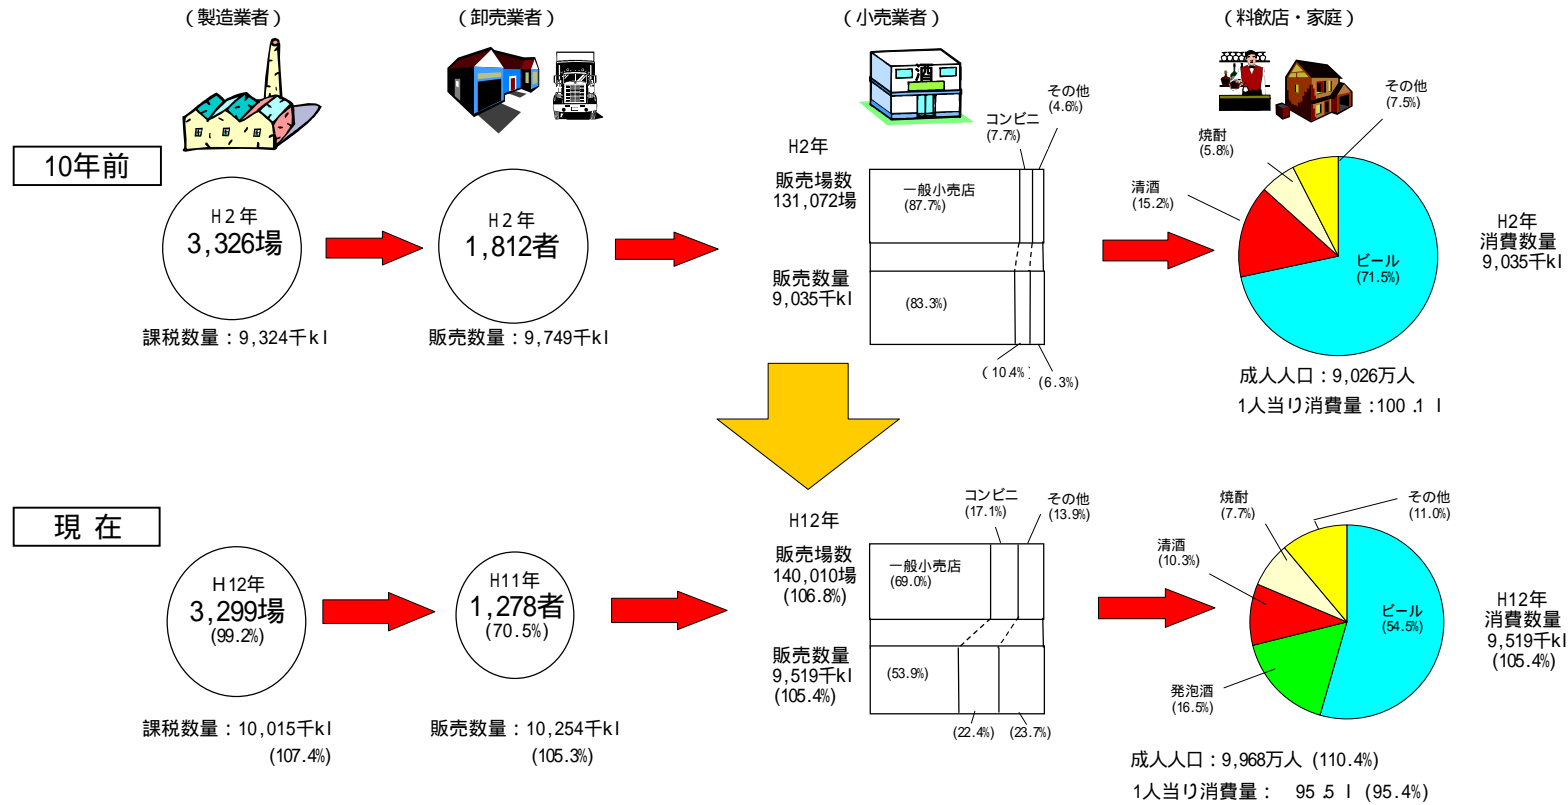 （製造業者）
（卸売業者）
（小売業者）
（料飲店・家庭）
酒
10年前
H2年
3,326場
課税数量：9,324千kl
H2年
1,812者
販売数量：9,749千kl
H2年
販売場数
131,072場
販売数量
9,035千kl
コンビニ
(7.7%)
その他
(4.6%)
一般小売店
(87.7%)
(83.3%)
(10.4%
(6.3%)
その他
(7.5%)
焼酎
(5.8%)
清酒
(15.2%)
ビール
(71.5%)
H2年
消費数量
9,035千kl
成人人口：9,026万人
1人当り消費量：100.1 l
現 在
H12年
3,299場
(99.2%)
課税数量：10,015千kl
(107.4%)
H11年
1,278者
(70.5%)
販売数量：10,254千kl
(105.3%)
H12年
販売場数
140,010場
(106.8%)
販売数量
9,519千kl
(105.4%)
コンビニ
(17.1%)
その他
(13.9%)
一般小売店
(69.0%)
(53.9%)
(22.4%)
(23.7%)
焼酎
(7.7%)
その他
(11.0%)
清酒
(10.3%)
ビール
(54.5%)
発泡酒
(16.5%)
H12年
消費数量
9,519千kl
(105.4%)
成人人口：9,968万人 (110.4%)
1人当り消費量： 95.5 l (95.4%)